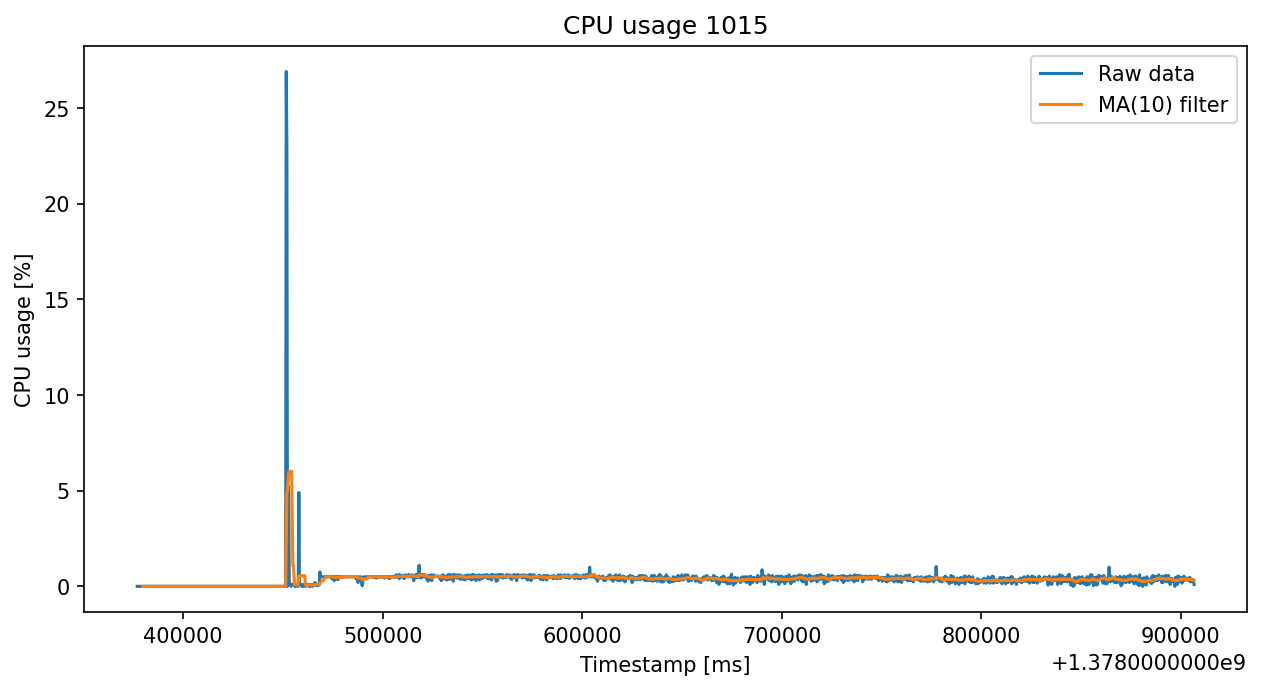 CPU usage 1015
Raw data
MA(10) filter
CPU usage [%]
25
20
15
10
5
0
400000 500000 600000 700000 800000 900000
Timestamp [ms]
+1.3780000000e9